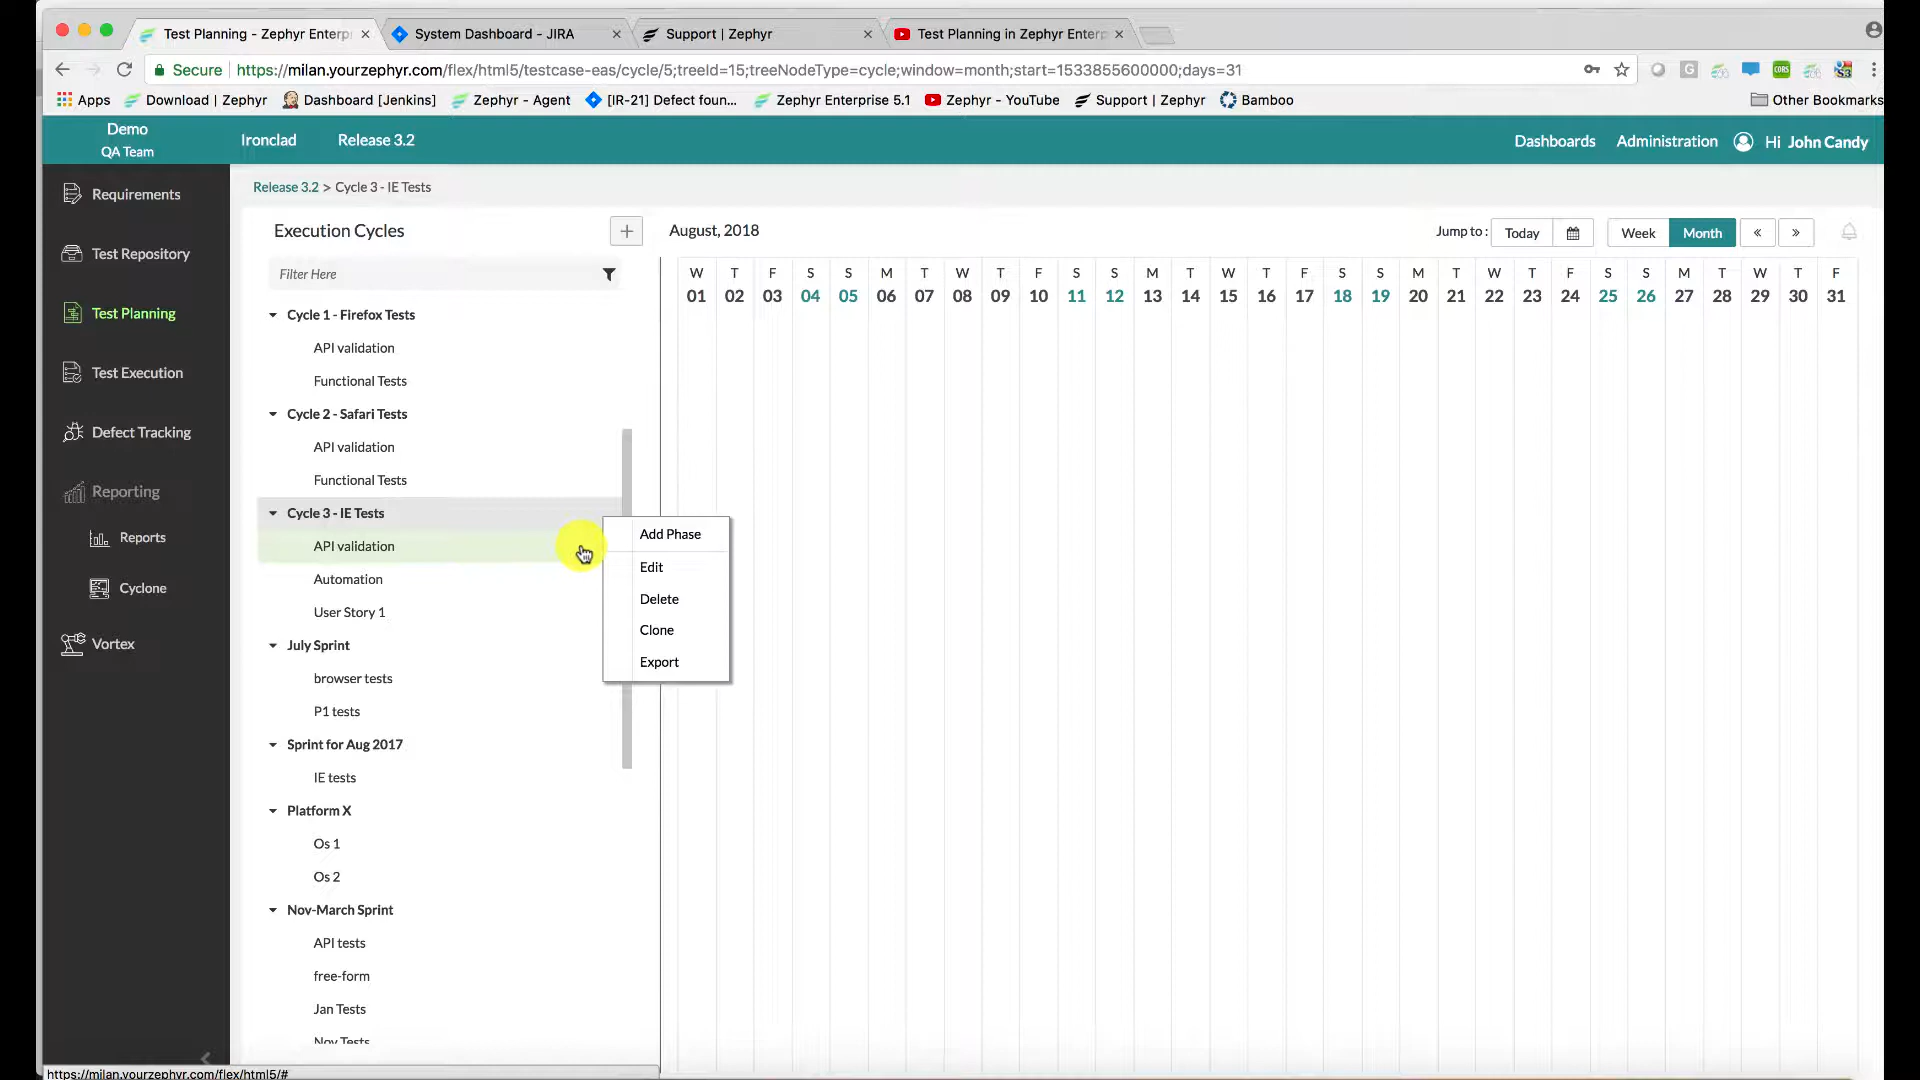 Test Planning - Zephyr Enterp
System Dashboard - JIRA
Support | Zephyr
Test Planning in Zephyr Enterp
Secure
https://milan.yourzephyr.com/flex/html5/testcase-eas/cycle/5;treeId=15;treeNodeType=cycle;window=month;start=1533855600000;days=31
Apps
Download | Zephyr
Dashboard [Jenkins]
Zephyr - Agent
[IR-21] Defect foun...
Zephyr Enterprise 5.1
Zephyr - YouTube
Support | Zephyr
Bamboo
Other Bookmarks
Demo
QA Team
Ironclad
Release 3.2
Dashboards
Administration
Hi John Candy
Requirements
Test Repository
Test Planning
Test Execution
Defect Tracking
Reporting
Reports
Cyclone
Vortex
Release 3.2 > Cycle 3 - IE Tests
Execution Cycles
+
Filter Here
Cycle 1 - Firefox Tests
API validation
Functional Tests
Cycle 2 - Safari Tests
API validation
Functional Tests
Cycle 3 - IE Tests
API validation
Automation
User Story 1
July Sprint
browser tests
P1 tests
Sprint for Aug 2017
IE tests
Platform X
Os 1
Os 2
Nov-March Sprint
API tests
free-form
Jan Tests
Nov Tests
Add Phase
Edit
Delete
Clone
Export
August, 2018
Jump to :
Today
Week
Month
«
»
W T F S S M T W T F S S M T W T F S S M T W T F S S M T W T F
01 02 03 04 05 06 07 08 09 10 11 12 13 14 15 16 17 18 19 20 21 22 23 24 25 26 27 28 29 30 31
https://milan.yourzephyr.com/flex/html5/#